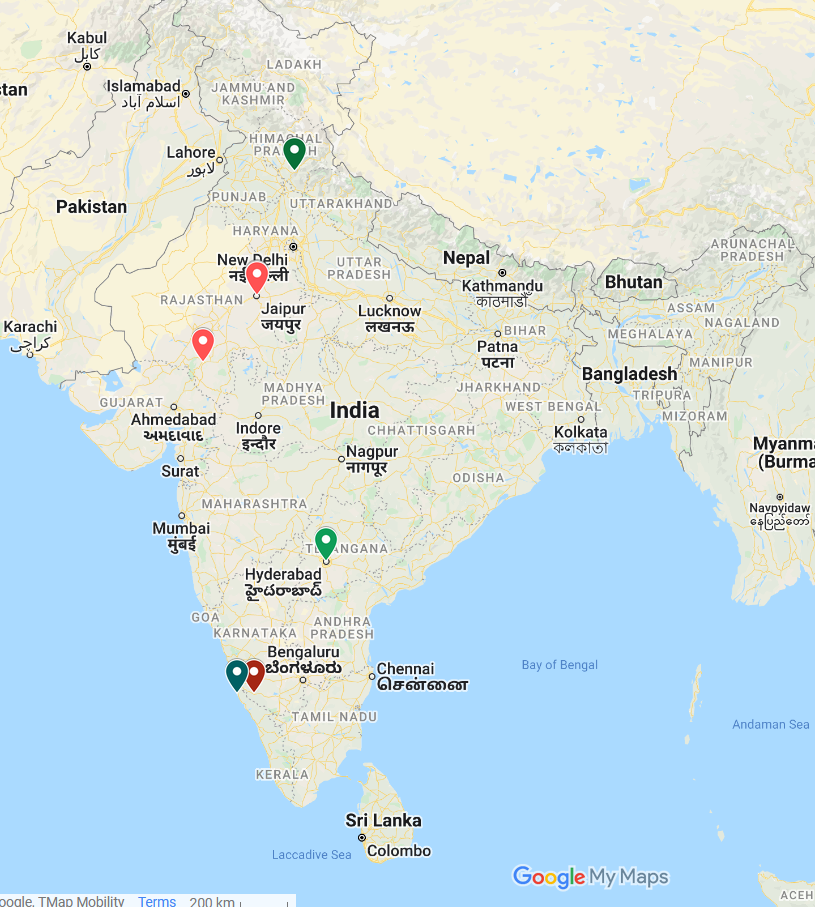 Kabul
کابل
LADAKH
stan
Islamabad
اسلام آباد
JAMMU AND
KASHMIR
HIMACHAL
PRADESH
Lahore
لاہور
PUNJAB
UTTARAKHAND
Pakistan
HARYANA
New Delhi
नई दिल्ली
UTTAR
PRADESH
Nepal
Kathmandu
काठमाडौँ
Bhutan
ARUNACHAL
PRADESH
RAJASTHAN
Jaipur
जयपुर
Lucknow
लखनऊ
ASSAM
NAGALAND
Karachi
کراچی
Patna
पटना
BIHAR
MEGHALAYA
Bangladesh
MANIPUR
TRIPURA
MIZORAM
GUJARAT
Ahmedabad
અમદાવાદ
MADHYA
PRADESH
JHARKHAND
India
WEST BENGAL
Indore
इन्दौर
CHHATTISGARH
Kolkata
কলকাতা
Myanma
(Burma
Surat
Nagpur
नागपूर
ODISHA
MAHARASHTRA
Naypyidaw
နေပြည်တော်
Mumbai
मुंबई
TELANGANA
Hyderabad
హైదరాబాద్
GOA
KARNATAKA
ANDHRA
PRADESH
Bengaluru
ಬೆಂಗಳೂರು
Chennai
சென்னை
Bay of Bengal
TAMIL NADU
Andaman Sea
KERALA
Sri Lanka
Colombo
Laccadive Sea
Google My Maps
ACEH
oogle, TMap Mobility Terms 200 km